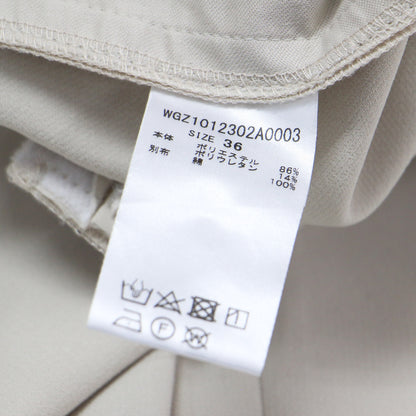 WGZ1012302A0003
SIZE 36
本体 ポリエステル 86%
ポリウレタン 14%
別布 綿 100%
F W